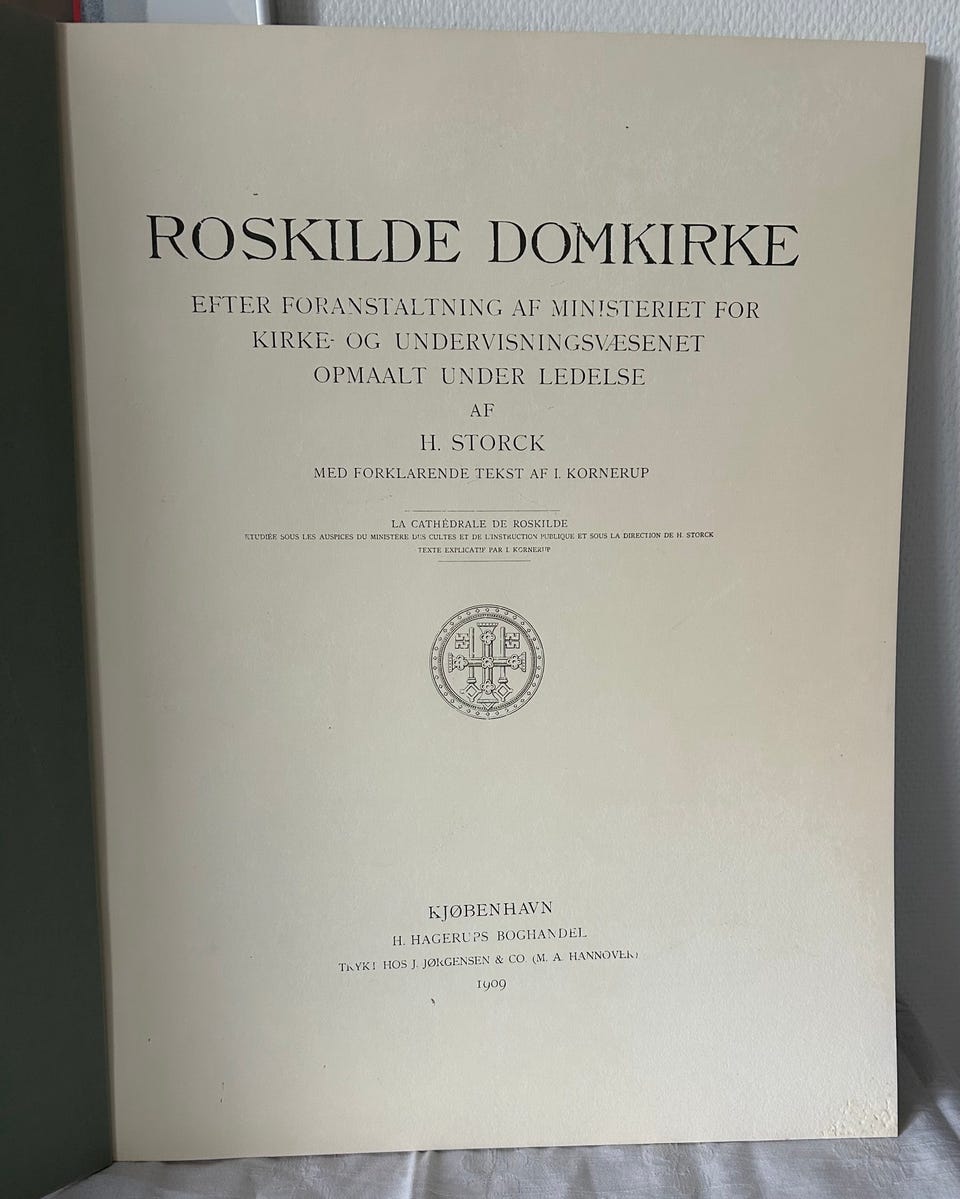 ROSKILDE DOMKIRKE
EFTER FORANSTALTNING AF MINISTERIET FOR
KIRKE- OG UNDERVISNINGSVÆSENET
OPMAALT UNDER LEDELSE
AF
H. STORCK
MED FORKLARENDE TEKST AF I. KORNERUP
LA CATHÉDRALE DE ROSKILDE
ETUDIÉE SOUS LES AUSPICES DU MINISTÈRE DES CULTES ET DE L'INSTRUCTION PUBLIQUE ET SOUS LA DIRECTION DE H. STORCK
TEXTE EXPLICATIF PAR I. KORNERUP
KJØBENHAVN
H. HAGERUPS BOGHANDEL
TRYKT HOS J. JØRGENSEN & CO. (M. A. HANNOVER)
1909